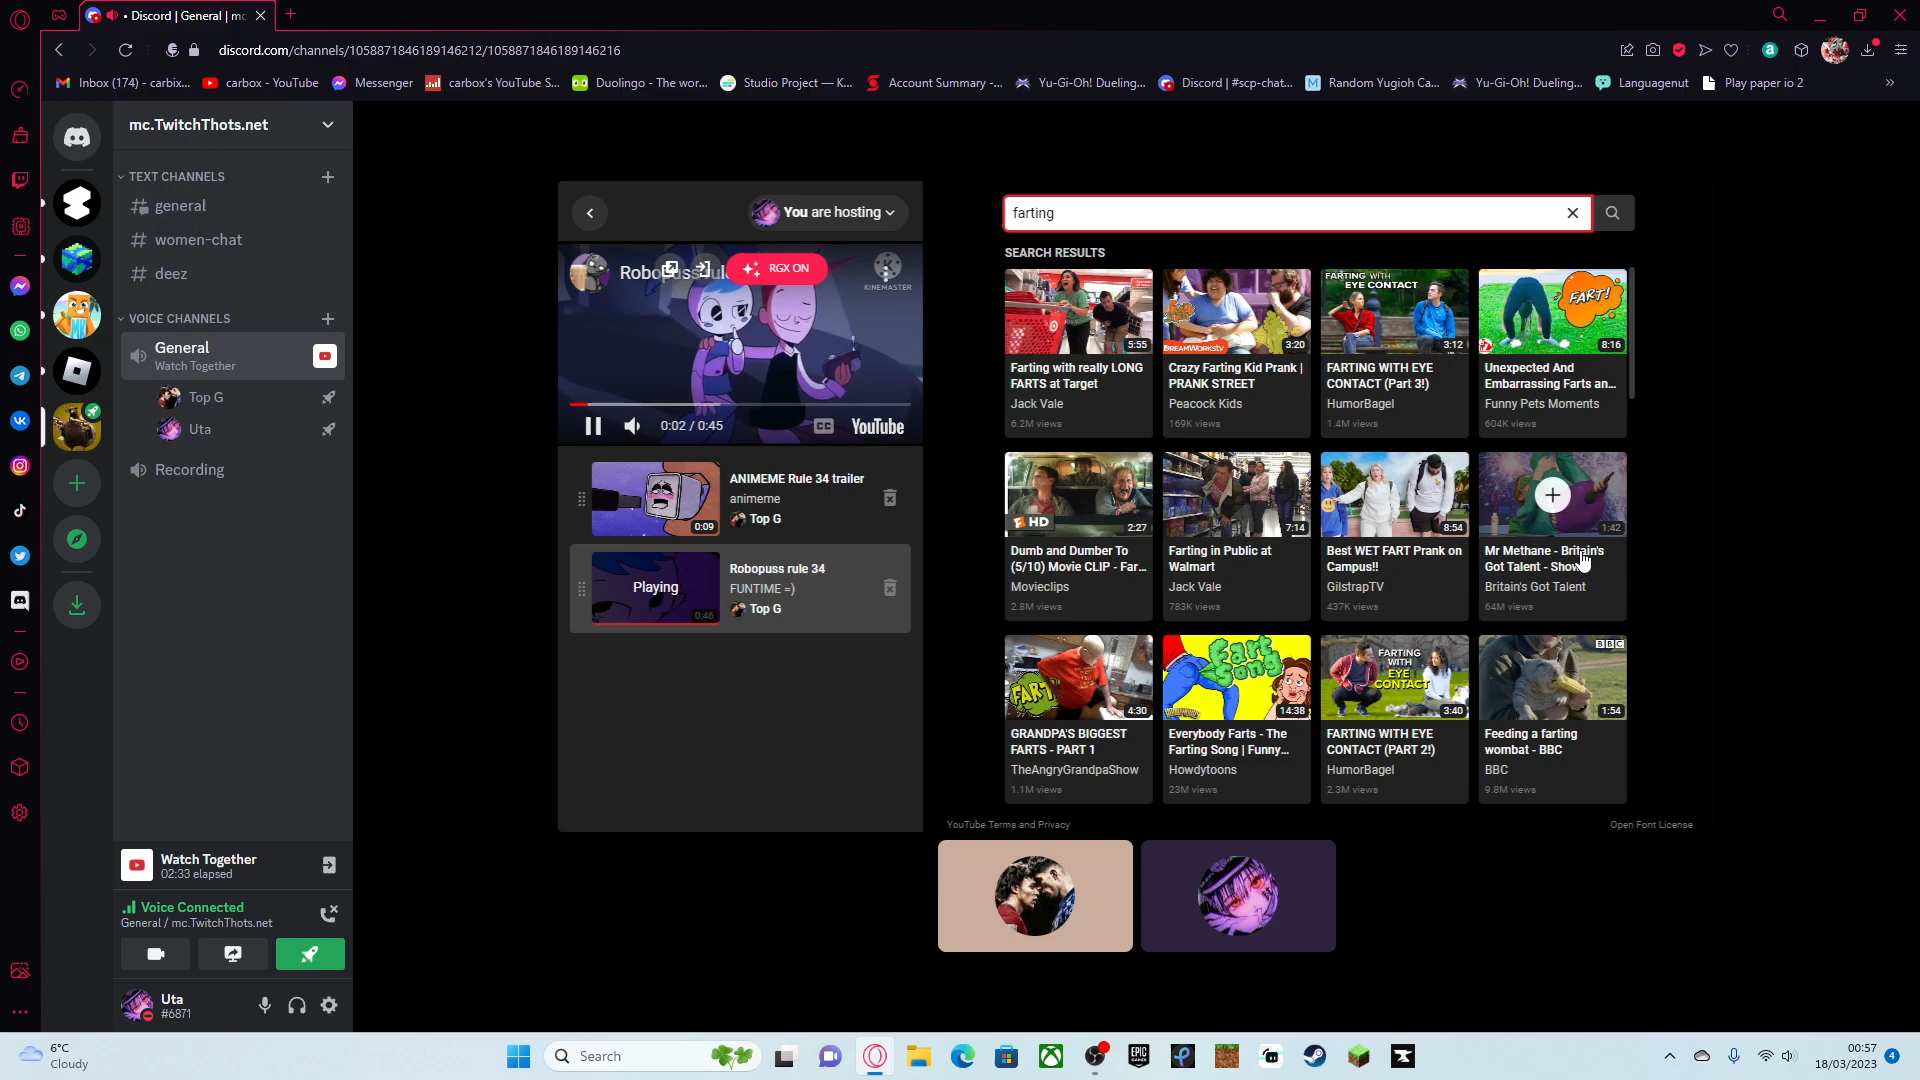 Discord | General | mc
discord.com/channels/1058871846189146212/1058871846189146216
Inbox (174) - carbix...
carbox - YouTube
Messenger
carbox's YouTube S...
Duolingo - The wor...
Studio Project — K...
Account Summary -...
Yu-Gi-Oh! Dueling...
Discord | #scp-chat...
Random Yugioh Ca...
Yu-Gi-Oh! Dueling...
Languagenut
Play paper io 2
mc.TwitchThots.net
TEXT CHANNELS
general
women-chat
deez
VOICE CHANNELS
General
Watch Together
Top G
Uta
Recording
Watch Together
02:33 elapsed
Voice Connected
General / mc.TwitchThots.net
Uta
#6871
You are hosting
Robopuss rule
RGX ON
KINEMASTER
0:02 / 0:45
CC
YouTube
ANIMEME Rule 34 trailer
animeme
Top G
0:09
Playing
0:46
Robopuss rule 34
FUNTIME =)
Top G
farting
SEARCH RESULTS
5:55
Farting with really LONG
FARTS at Target
Jack Vale
6.2M views
DREAMWORKStv
3:20
Crazy Farting Kid Prank |
PRANK STREET
Peacock Kids
169K views
FARTING WITH
EYE CONTACT
3:12
FARTING WITH EYE
CONTACT (Part 3!)
HumorBagel
1.4M views
FART!
8:16
Unexpected And
Embarrassing Farts an...
Funny Pets Moments
604K views
HD
2:27
Dumb and Dumber To
(5/10) Movie CLIP - Far...
Movieclips
2.8M views
7:14
Farting in Public at
Walmart
Jack Vale
783K views
8:54
Best WET FART Prank on
Campus!!
GilstrapTV
437K views
1:42
Mr Methane - Britain's
Got Talent - Show
Britain's Got Talent
64M views
FART
4:30
GRANDPA'S BIGGEST
FARTS - PART 1
TheAngryGrandpaShow
1.1M views
Fart
Song
14:38
Everybody Farts - The
Farting Song | Funny...
Howdytoons
23M views
FARTING
WITH
EYE
CONTACT
3:40
FARTING WITH EYE
CONTACT (PART 2!)
HumorBagel
2.3M views
BBC
1:54
Feeding a farting
wombat - BBC
BBC
9.8M views
YouTube Terms and Privacy
Open Font License
6°C
Cloudy
Search
EPIC
GAMES
00:57
18/03/2023
4